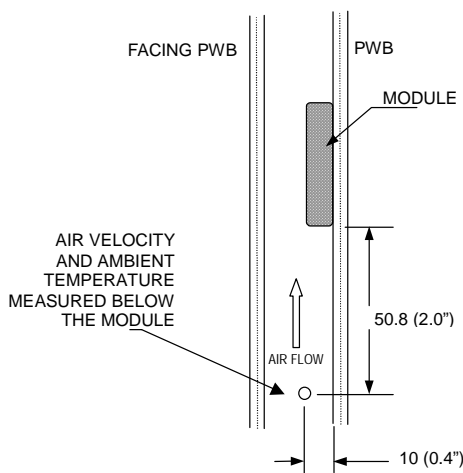 FACING PWB
PWB
MODULE
AIR VELOCITY
AND AMBIENT
TEMPERATURE
MEASURED BELOW
THE MODULE
AIR FLOW
50.8 (2.0”)
10 (0.4”)